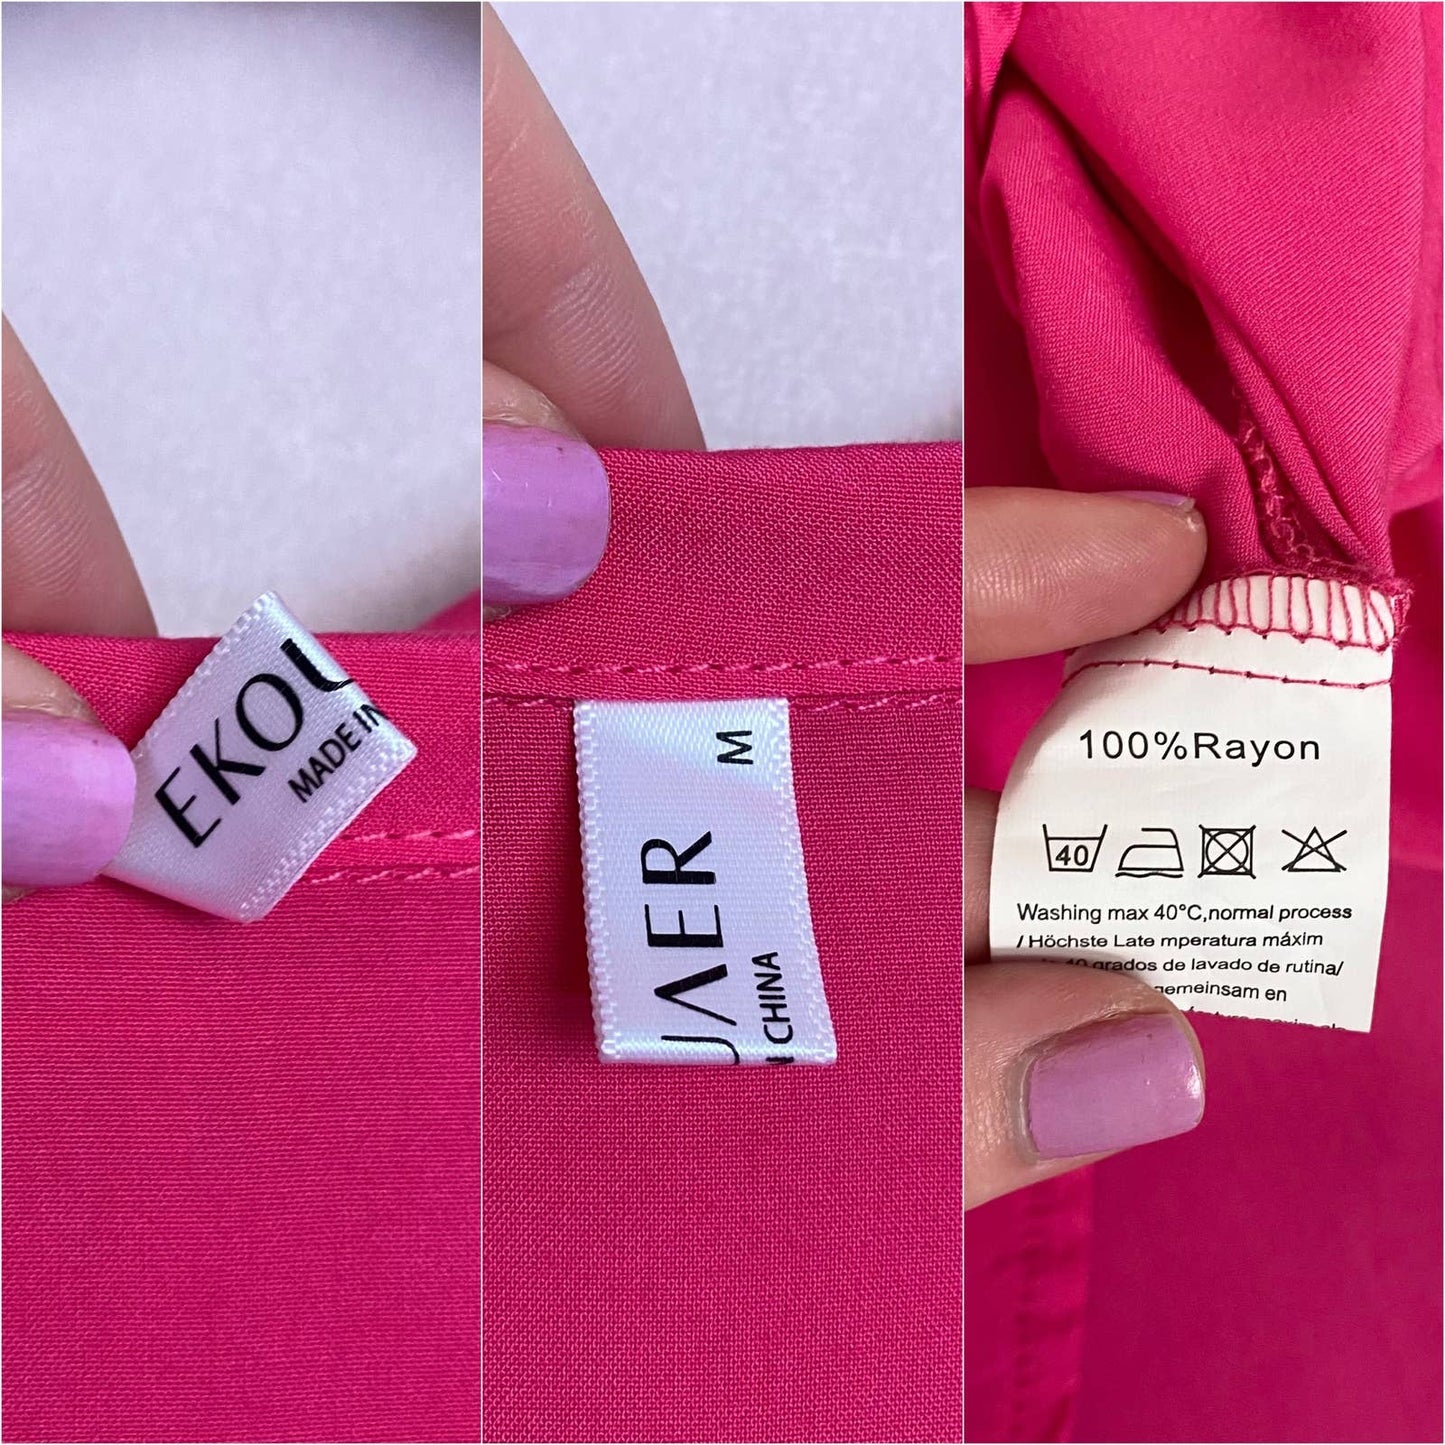 EKOU
MADE IN
M
UAER
N CHINA
100%Rayon
40
Washing max 40°C,normal process
/ Höchste Late mperatura máxim
40 grados de lavado de rutina/
gemeinsam en